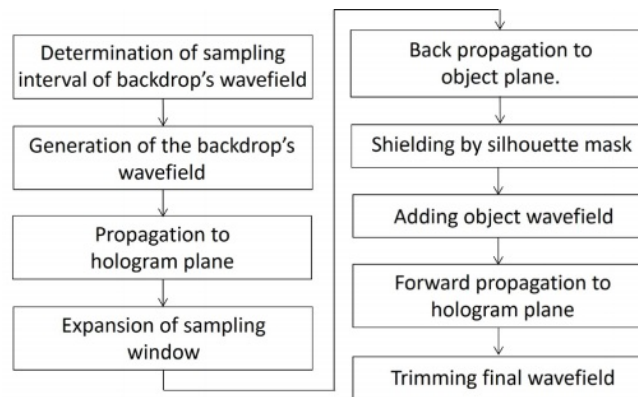 Determination of sampling
interval of backdrop's wavefield
Generation of the backdrop's
wavefield
Propagation to
hologram plane
Expansion of sampling
window
Back propagation to
object plane.
Shielding by silhouette mask
Adding object wavefield
Forward propagation to
hologram plane
Trimming final wavefield